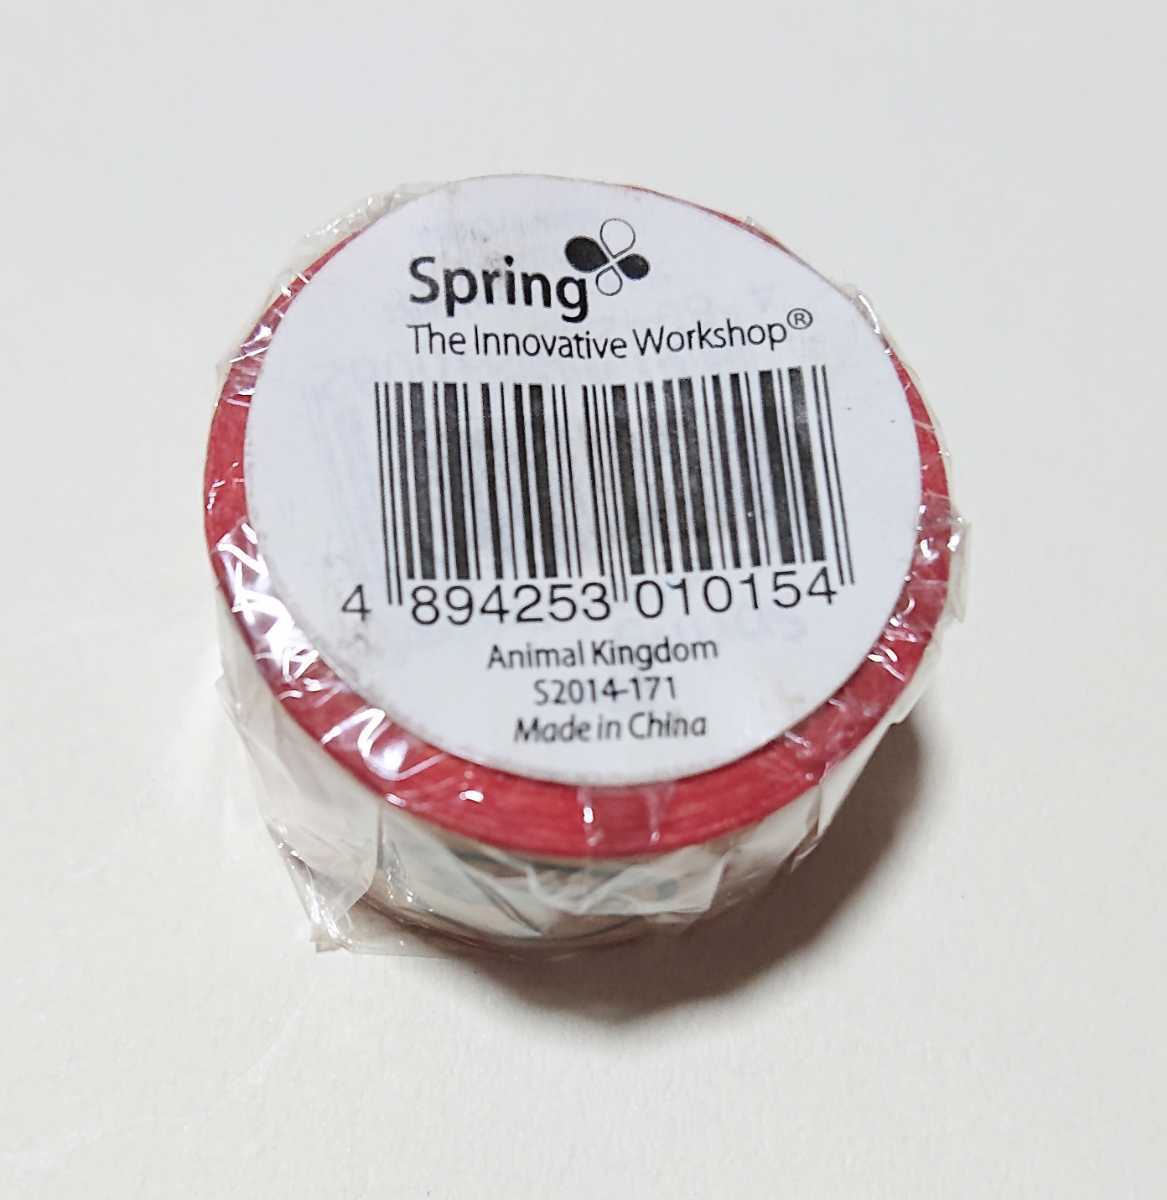 Spring
The Innovative Workshop®
4 894253 010154
Animal Kingdom
S2014-171
Made in China